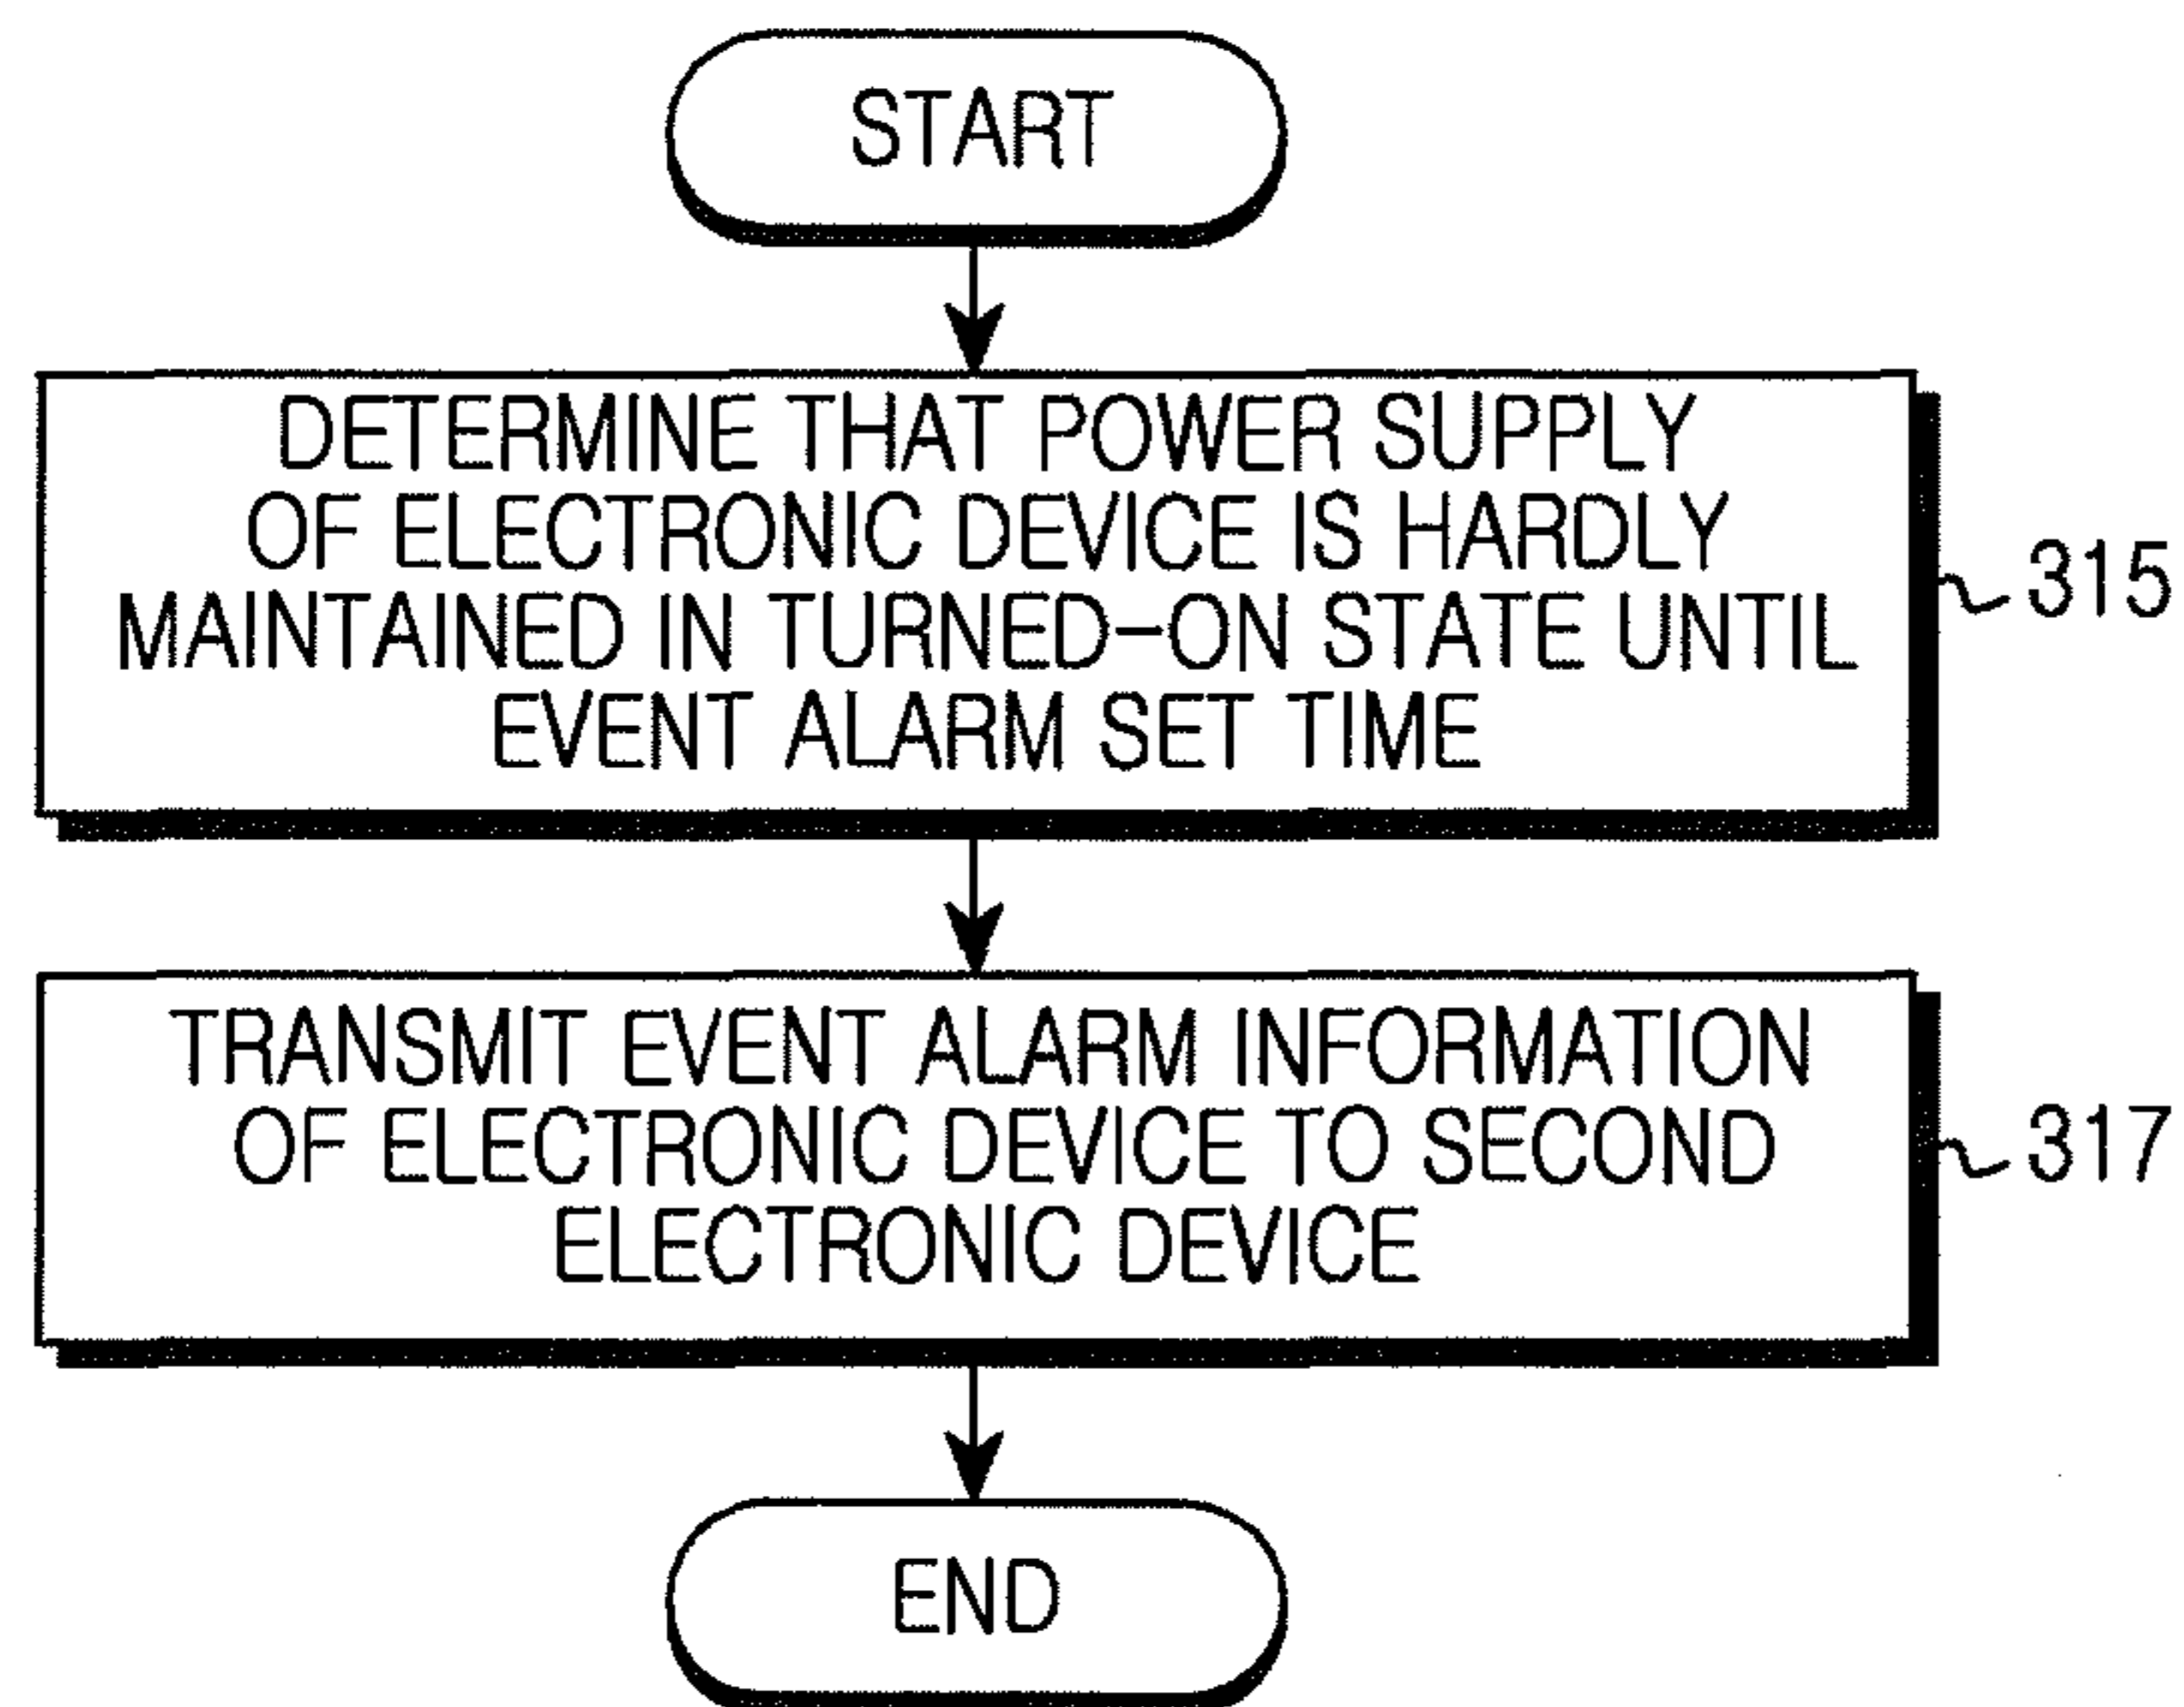 START
DETERMINE THAT POWER SUPPLY
OF ELECTRONIC DEVICE IS HARDLY
MAINTAINED IN TURNED-ON STATE UNTIL
EVENT ALARM SET TIME
315
TRANSMIT EVENT ALARM INFORMATION
OF ELECTRONIC DEVICE TO SECOND
ELECTRONIC DEVICE
317
END